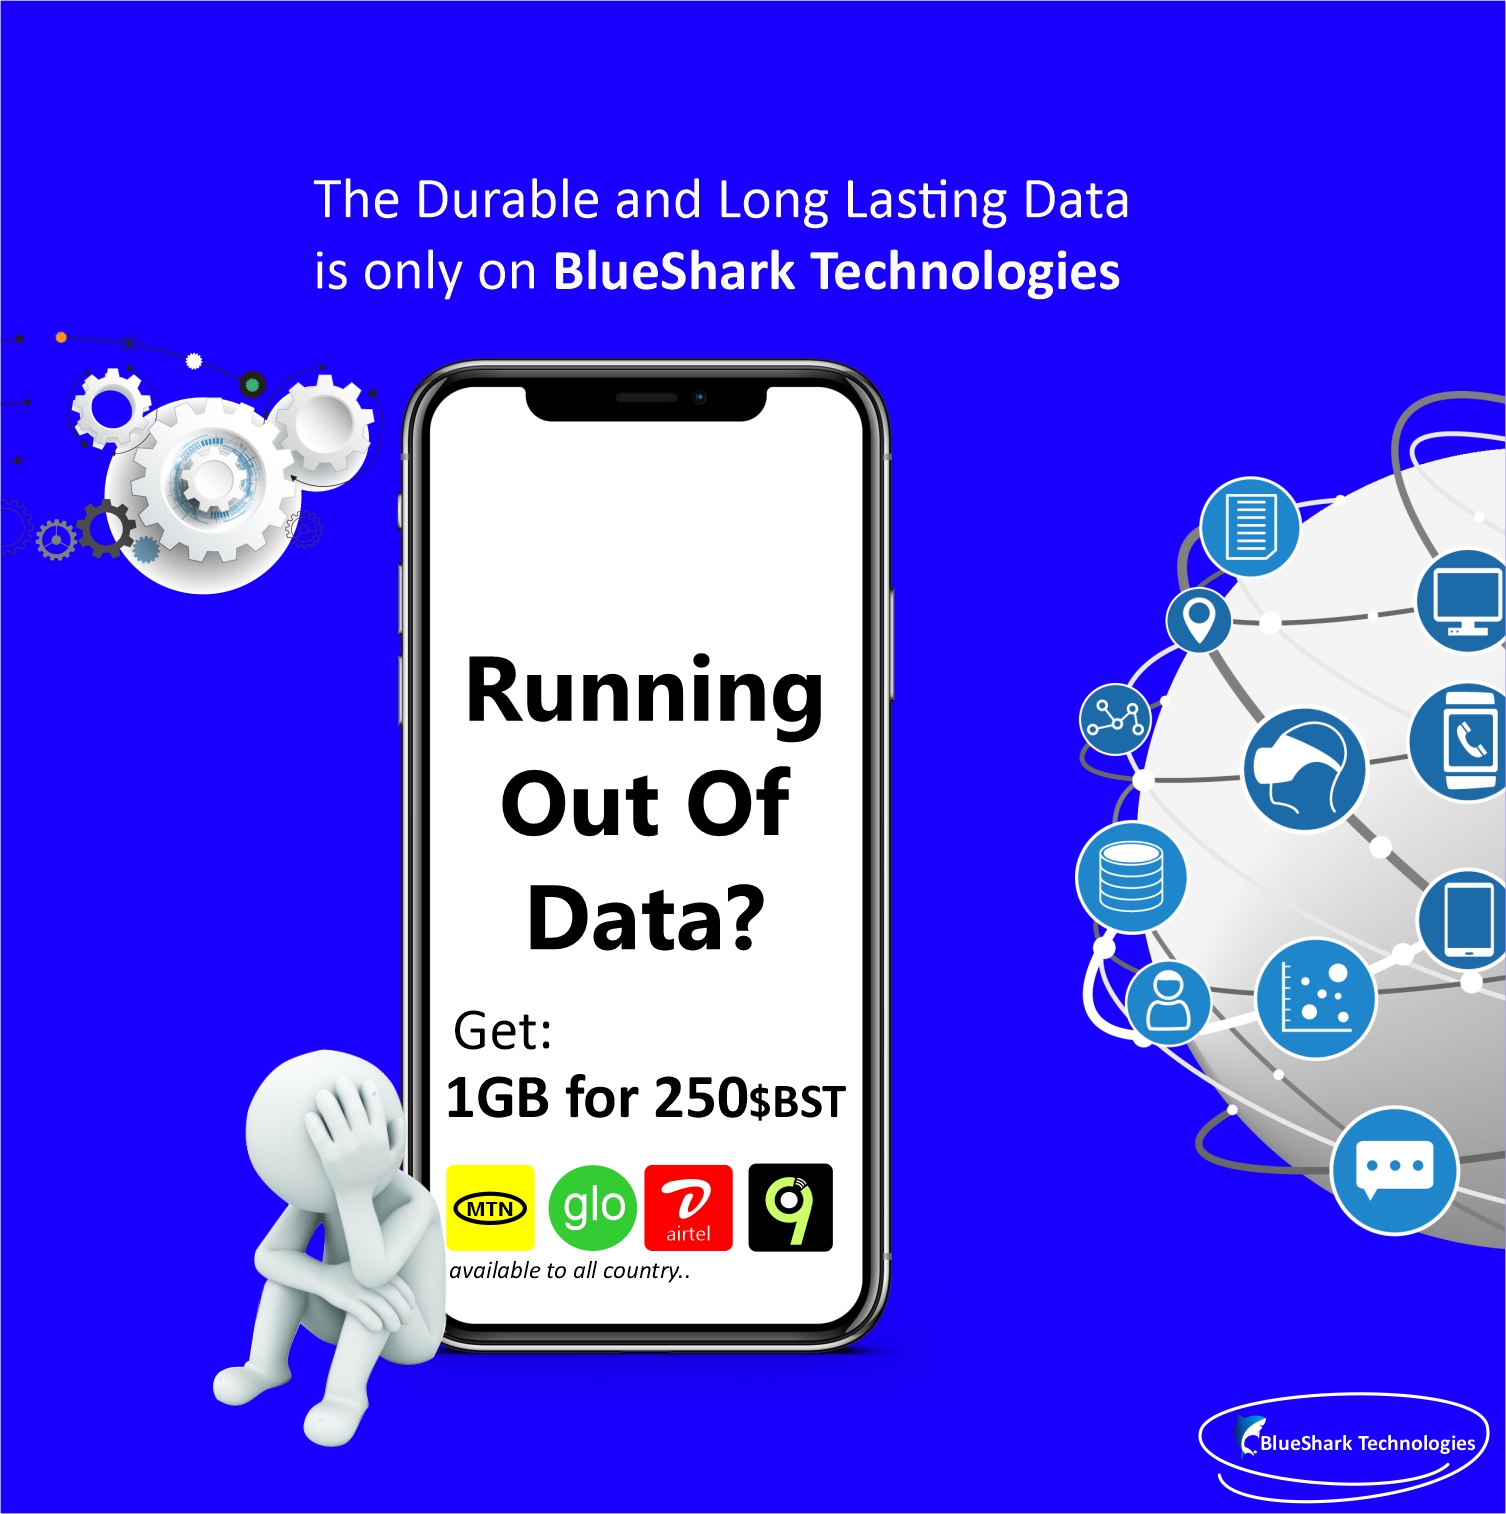 The Durable and Long Lasting Data
is only on BlueShark Technologies
Running
Out Of
Data?
Get:
1GB for 250$BST
MTN
glo
airtel
9
available to all country..
BlueShark Technologies